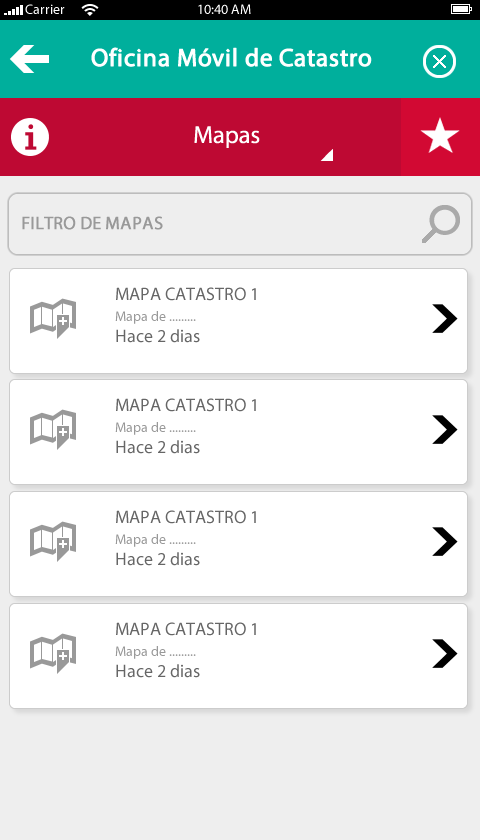 Carrier 10:40 AM
Oficina Móvil de Catastro
Mapas
FILTRO DE MAPAS
MAPA CATASTRO 1
Mapa de .........
Hace 2 dias
MAPA CATASTRO 1
Mapa de .........
Hace 2 dias
MAPA CATASTRO 1
Mapa de .........
Hace 2 dias
MAPA CATASTRO 1
Mapa de .........
Hace 2 dias